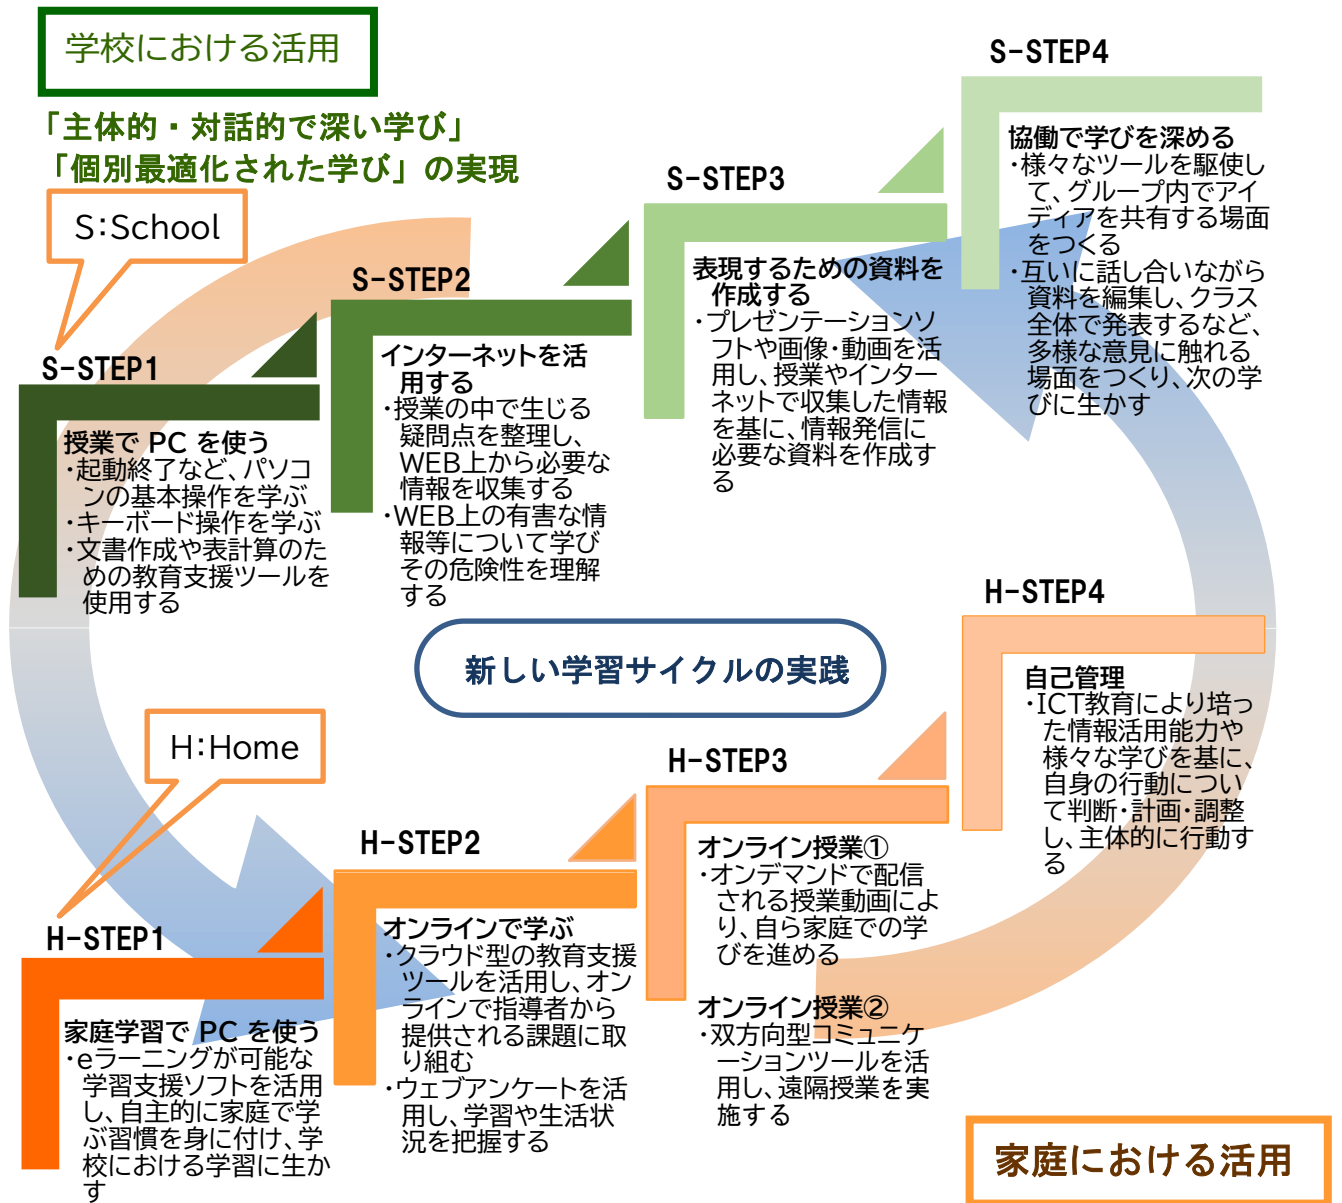 学校における活用
「主体的・対話的で深い学び」
「個別最適化された学び」の実現
S:School
S-STEP1
授業で PC を使う
・起動終了など、パソコ
ンの基本操作を学ぶ
・キーボード操作を学ぶ
・文書作成や表計算のた
めの教育支援ツールを
使用する
S-STEP2
インターネットを活
用する
・授業の中で生じる
疑問点を整理し、
WEB上から必要な
情報を収集する
・WEB上の有害な情
報等について学び
その危険性を理解
する
S-STEP3
表現するための資料を
作成する
・プレゼンテーションソ
フトや画像・動画を活
用し、授業やインター
ネットで収集した情報
を基に、情報発信に
必要な資料を作成す
る
S-STEP4
協働で学びを深める
・様々なツールを駆使し
て、グループ内でアイ
ディアを共有する場面
をつくる
・互いに話し合いながら
資料を編集し、クラス
全体で発表するなど、
多様な意見に触れる
場面をつくり、次の学
びに生かす
新しい学習サイクルの実践
H:Home
H-STEP1
家庭学習で PC を使う
・eラーニングが可能な
学習支援ソフトを活用
し、自主的に家庭で学
ぶ習慣を身に付け、学
校における学習に生か
す
H-STEP2
オンラインで学ぶ
・クラウド型の教育支援
ツールを活用し、オン
ラインで指導者から
提供される課題に取
り組む
・ウェブアンケートを活
用し、学習や生活状
況を把握する
H-STEP3
オンライン授業①
・オンデマンドで配信
される授業動画によ
り、自ら家庭での学
びを進める
オンライン授業②
・双方向型コミュニケ
ーションツールを活
用し、遠隔授業を実
施する
H-STEP4
自己管理
・ICT教育により培っ
た情報活用能力や
様々な学びを基に、
自身の行動につい
て判断・計画・調整
し、主体的に行動す
る
家庭における活用